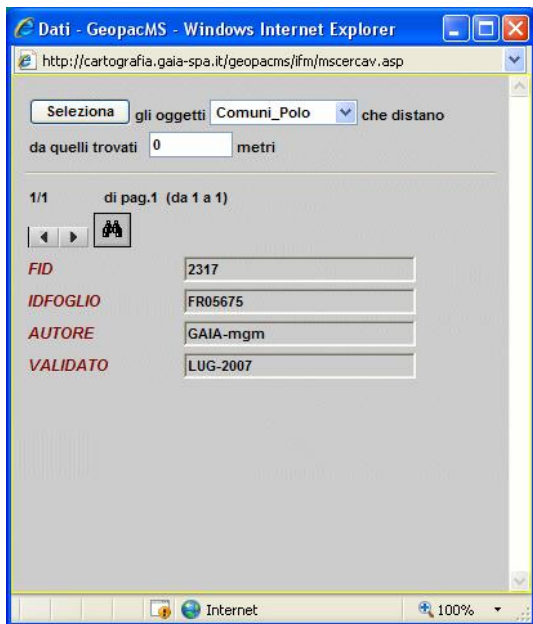 Dati - GeopacMS - Windows Internet Explorer
http://cartografia.gaia-spa.it/geopacms/ifm/mscercav.asp
Seleziona gli oggetti Comuni_Polo che distano
da quelli trovati 0 metri
1/1 di pag.1 (da 1 a 1)
FID 2317
IDFOGLIO FR05675
AUTORE GAIA-mgm
VALIDATO LUG-2007
Internet 100%